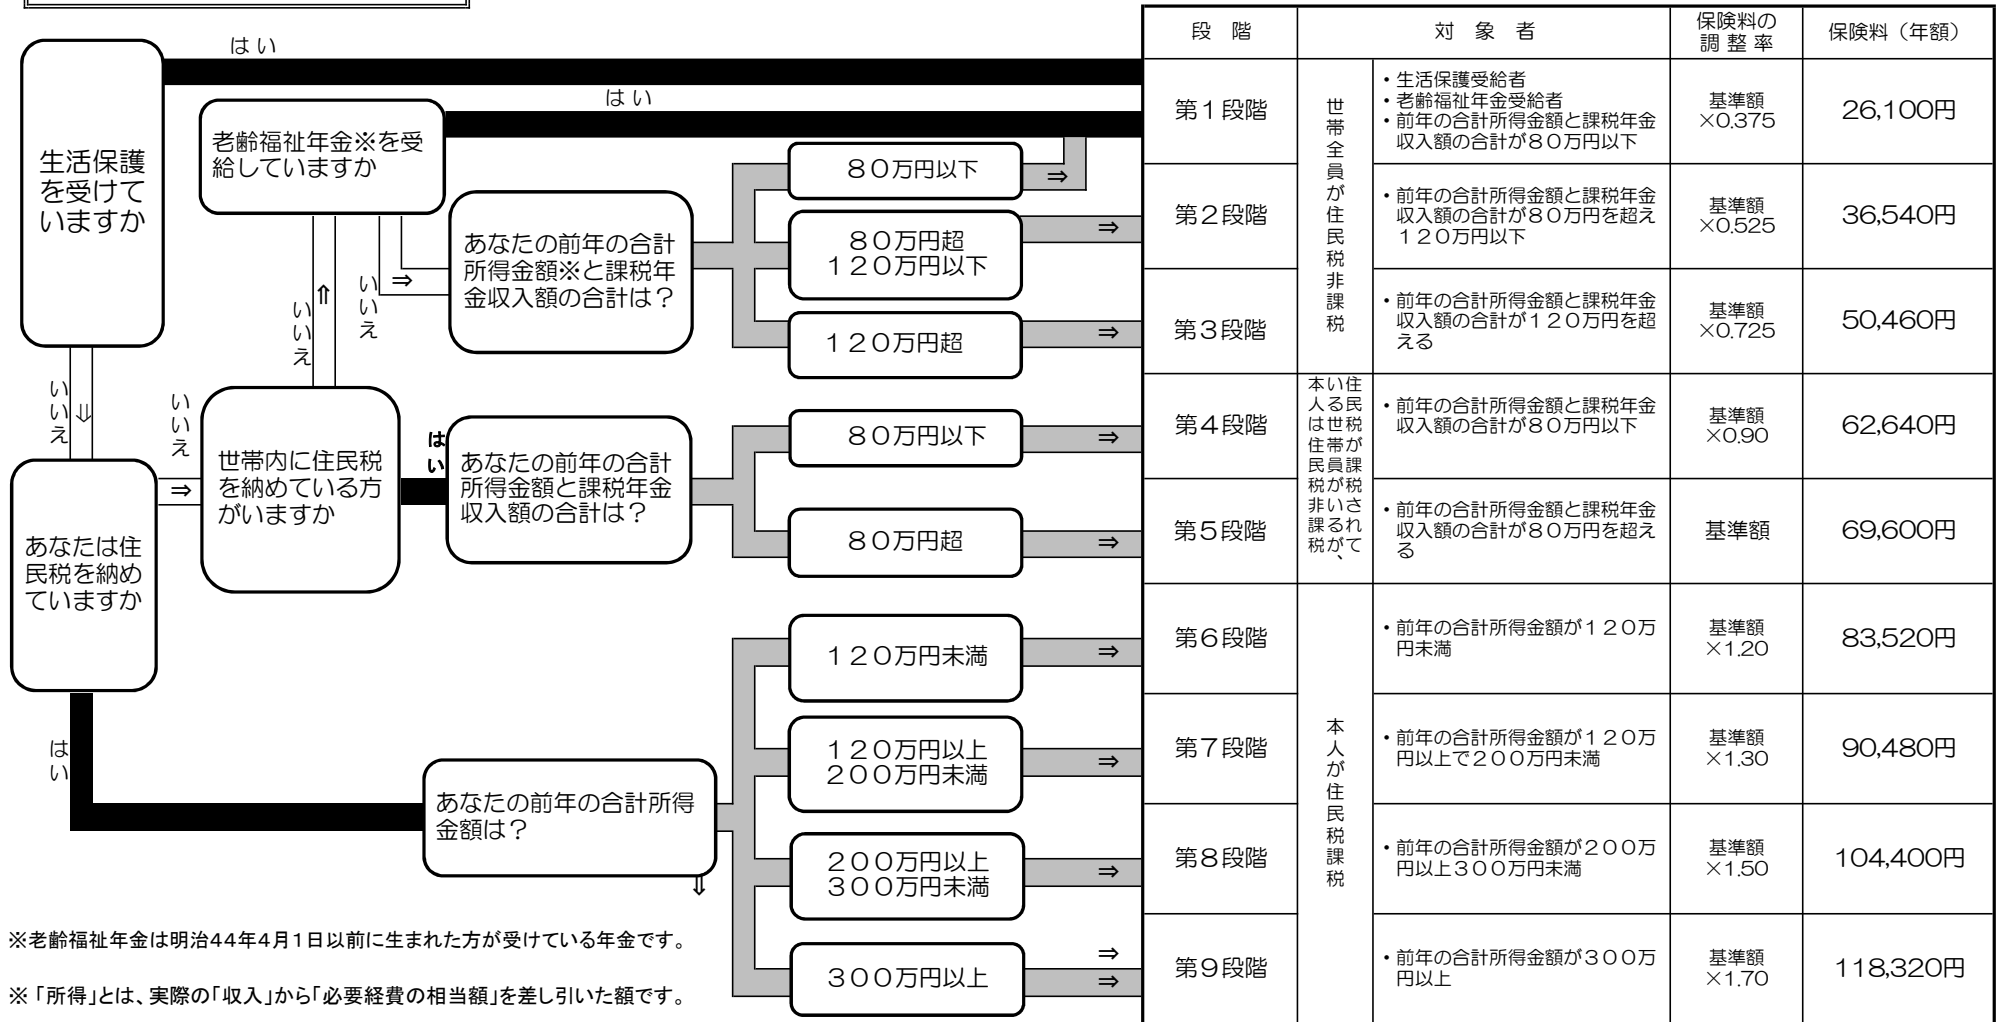 はい
生活保護
を受けて
いますか
はい
老齢福祉年金※を受
給していますか
いいえ
⇑
いいえ
⇒
あなたの前年の合計
所得金額※と課税年
金収入額の合計は？
８０万円以下
⇒
８０万円超
１２０万円以下
⇒
１２０万円超
⇒
いいえ
⇓
あなたは住
民税を納め
ていますか
いいえ
⇒
世帯内に住民税
を納めている方
がいますか
はい
あなたの前年の合計
所得金額と課税年金
収入額の合計は？
８０万円以下
⇒
８０万円超
⇒
はい
あなたの前年の合計所得
金額は？
⇓
１２０万円未満
⇒
１２０万円以上
２００万円未満
⇒
２００万円以上
３００万円未満
⇒
３００万円以上
⇒
⇒
※老齢福祉年金は明治44年4月1日以前に生まれた方が受けている年金です。
※「所得」とは、実際の「収入」から「必要経費の相当額」を差し引いた額です。
段　階
対　象　者
保険料の
調 整 率
保険料（年額）
世帯全員が住民税非課税
第１段階
・生活保護受給者
・老齢福祉年金受給者
・前年の合計所得金額と課税年金
収入額の合計が８０万円以下
基準額
×0.375
26,100円
第２段階
・前年の合計所得金額と課税年金
収入額の合計が８０万円を超え
１２０万円以下
基準額
×0.525
36,540円
第３段階
・前年の合計所得金額と課税年金
収入額の合計が１２０万円を超
える
基準額
×0.725
50,460円
住民税が課税されて
いる世帯員がいるが、
本人は住民税非課税
第４段階
・前年の合計所得金額と課税年金
収入額の合計が８０万円以下
基準額
×0.90
62,640円
第５段階
・前年の合計所得金額と課税年金
収入額の合計が８０万円を超え
る
基準額
69,600円
本人が住民税課税
第６段階
・前年の合計所得金額が１２０万
円未満
基準額
×1.20
83,520円
第７段階
・前年の合計所得金額が１２０万
円以上で２００万円未満
基準額
×1.30
90,480円
第８段階
・前年の合計所得金額が２００万
円以上３００万円未満
基準額
×1.50
104,400円
第９段階
・前年の合計所得金額が３００万
円以上
基準額
×1.70
118,320円